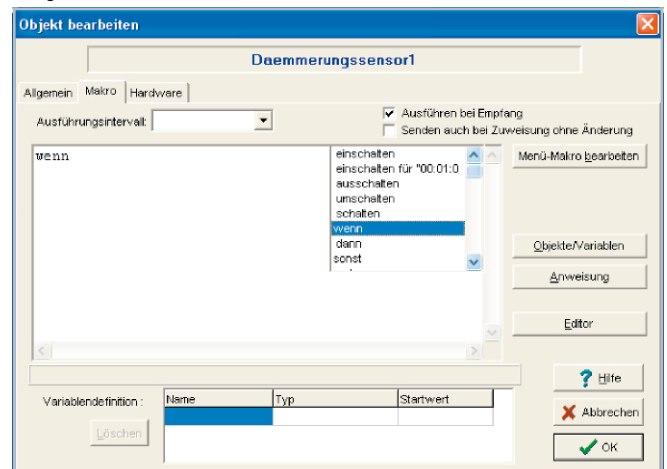 Objekt bearbeiten
Daemmerungssensor1
Allgemein Makro Hardware
Ausführungsintervall:
Ausführen bei Empfang
Senden auch bei Zuweisung ohne Änderung
wenn
einschalten
einschalten für "00:01:0
ausschalten
umschalten
schalten
wenn
dann
sonst
Menü-Makro bearbeiten
Objekte/Variablen
Anweisung
Editor
Hilfe
Variablendefinition :
Name Typ Startwert
Löschen
Abbrechen
OK